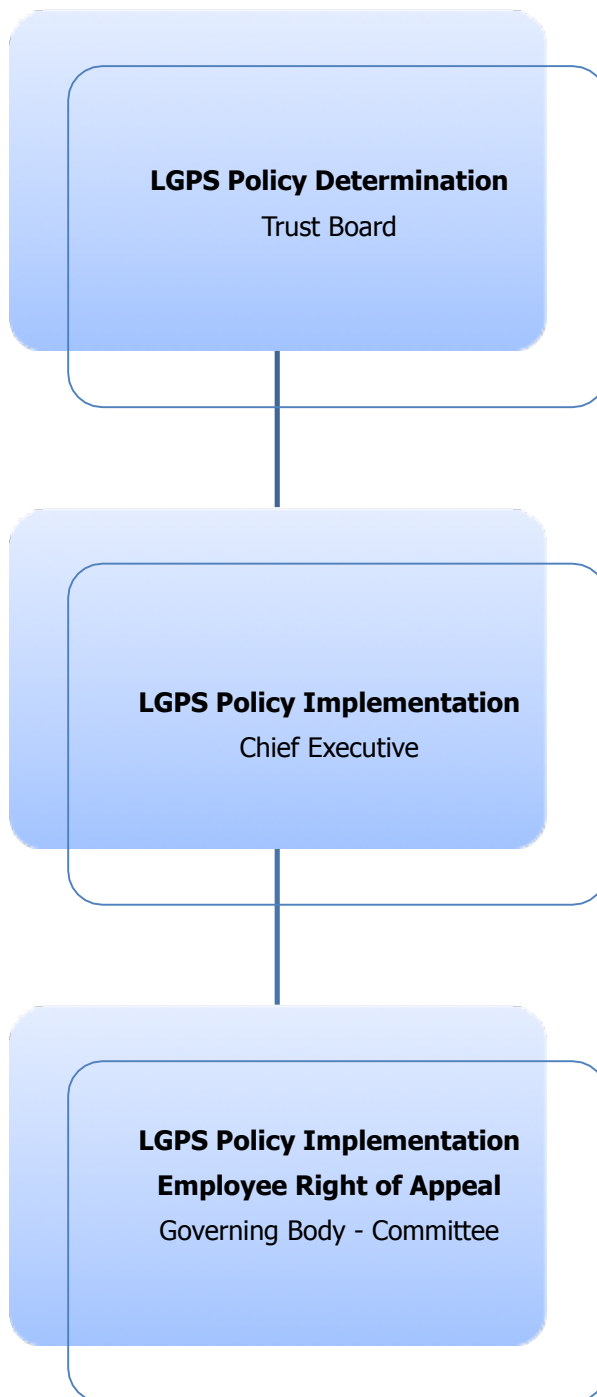 LGPS Policy Determination
Trust Board
LGPS Policy Implementation
Chief Executive
LGPS Policy Implementation
Employee Right of Appeal
Governing Body - Committee